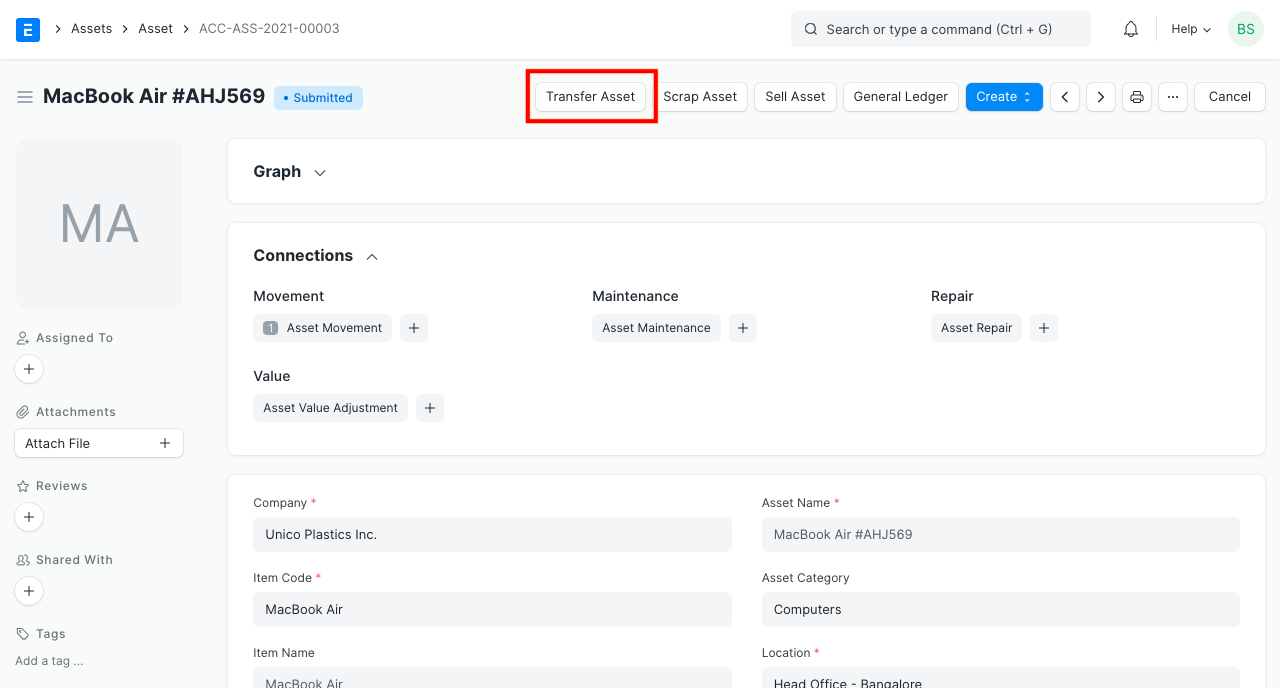 E Assets Asset ACC-ASS-2021-00003 Search or type a command (Ctrl + G) Help BS
MacBook Air #AHJ569 • Submitted Transfer Asset Scrap Asset Sell Asset General Ledger Create ... Cancel
MA
Assigned To
Attachments
Attach File
Reviews
Shared With
Tags
Add a tag ...
Graph
Connections
Movement Maintenance Repair
1 Asset Movement + Asset Maintenance + Asset Repair +
Value
Asset Value Adjustment +
Company * Asset Name *
Unico Plastics Inc. MacBook Air #AHJ569
Item Code * Asset Category
MacBook Air Computers
Item Name Location *
MacBook Air Head Office - Bangalore